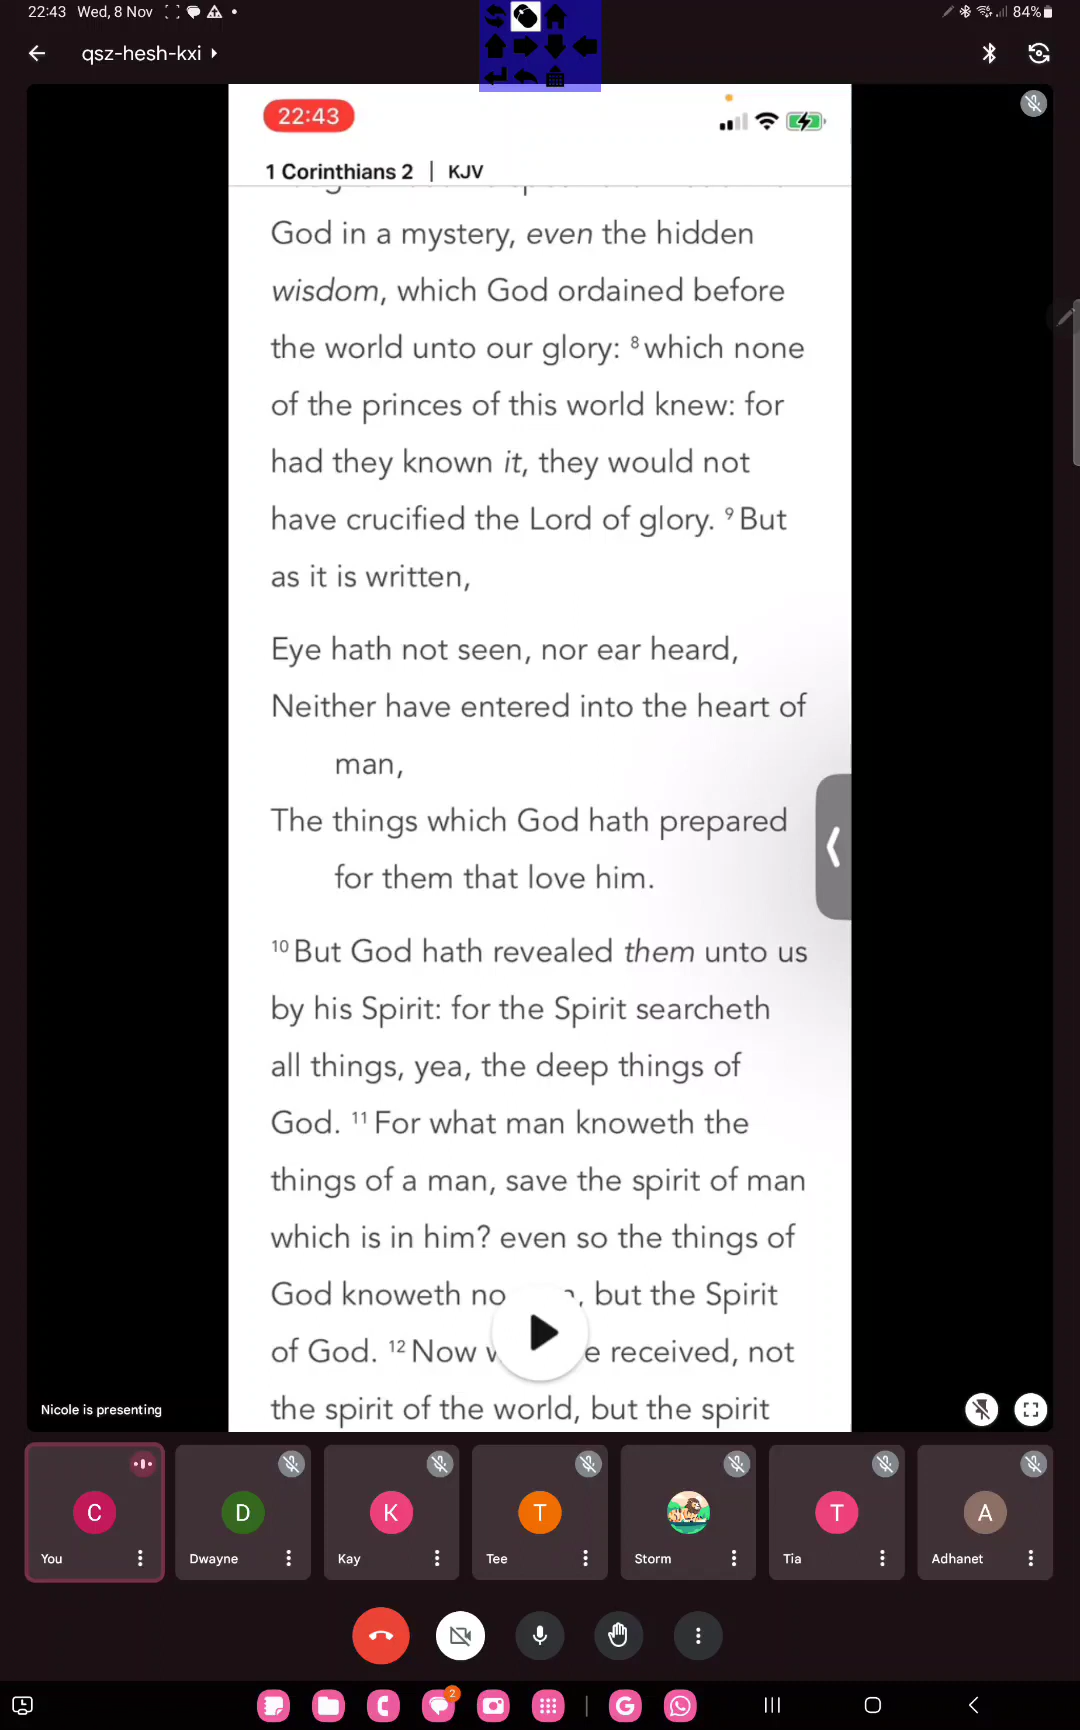 22:43 Wed, 8 Nov
84%
qsz-hesh-kxi
22:43
1 Corinthians 2 | KJV
God in a mystery, even the hidden
wisdom, which God ordained before
the world unto our glory: 8 which none
of the princes of this world knew: for
had they known it, they would not
have crucified the Lord of glory. 9 But
as it is written,
Eye hath not seen, nor ear heard,
Neither have entered into the heart of
man,
The things which God hath prepared
for them that love him.
10 But God hath revealed them unto us
by his Spirit: for the Spirit searcheth
all things, yea, the deep things of
God. 11 For what man knoweth the
things of a man, save the spirit of man
which is in him? even so the things of
God knoweth no but the Spirit
of God. 12 Now received, not
the spirit of the world, but the spirit
Nicole is presenting
C D K T T A
You Dwayne Kay Tee Storm Tia Adhanet
2
G